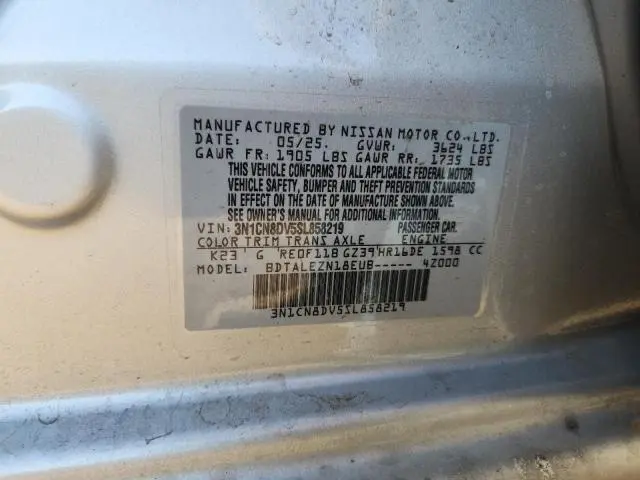 MANUFACTURED BY NISSAN MOTOR CO.,LTD.
DATE: 05/25. GVWR: 3624 LBS
GAWR FR: 1905 LBS GAWR RR: 1735 LBS
THIS VEHICLE CONFORMS TO ALL APPLICABLE FEDERAL MOTOR
VEHICLE SAFETY, BUMPER AND THEFT PREVENTION STANDARDS
IN EFFECT ON THE DATE OF MANUFACTURE SHOWN ABOVE.
SEE OWNER'S MANUAL FOR ADDITIONAL INFORMATION
VIN: 3N1CN8DV5SL858219 PASSENGER CAR.
COLOR TRIM TRANS AXLE ENGINE
K23 G RE0F11B GZ39 HR16DE 1598 CC
MODEL: BDTALEZN18EUB----- 42000
3N1CN8DV5SL858219